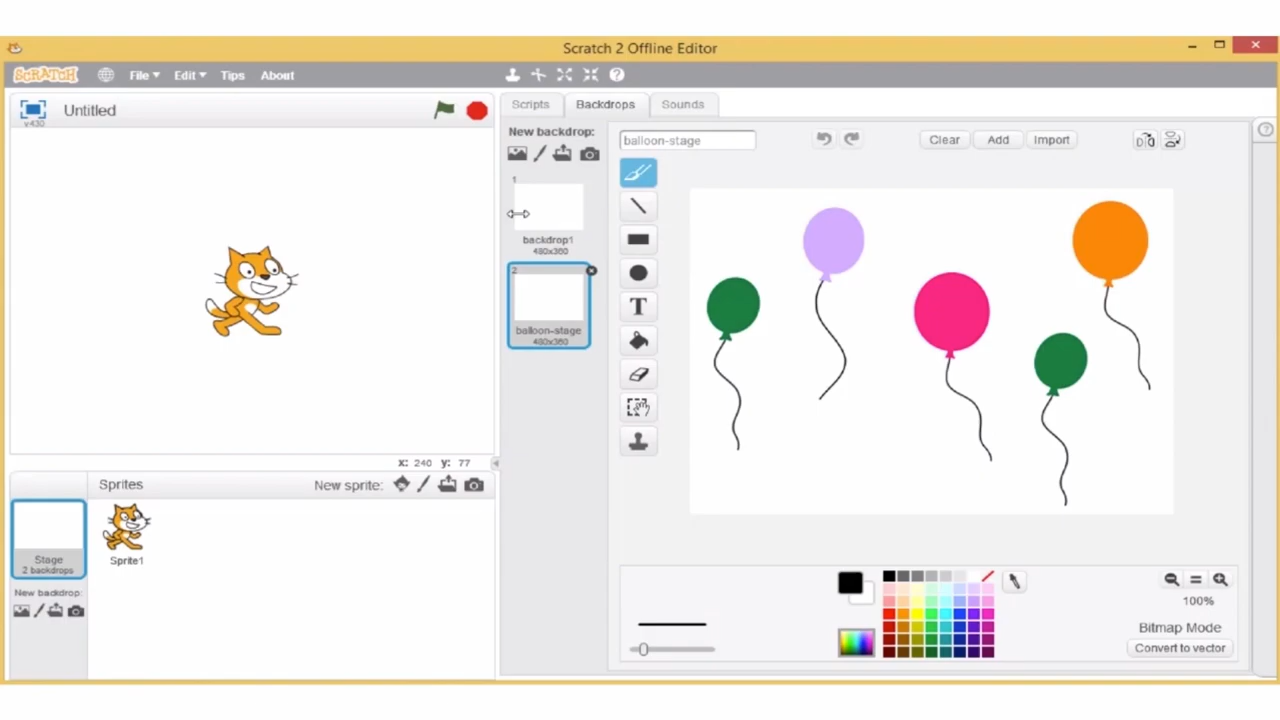 Scratch 2 Offline Editor
SCRATCH File Edit Tips About
v430
Untitled
Scripts Backdrops Sounds
New backdrop:
balloon-stage
Clear Add Import
1
backdrop1
480x360
2
balloon-stage
480x360
T
x: 240 y: 77
Sprites New sprite:
Stage
2 backdrops
New backdrop:
Sprite1
100%
Bitmap Mode
Convert to vector